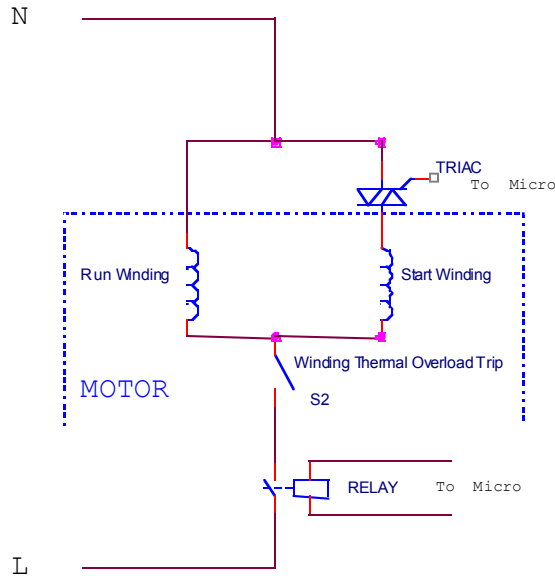 N
TRIAC
To Micro
Run Winding
Start Winding
Winding Thermal Overload Trip
MOTOR
S2
RELAY
To Micro
L